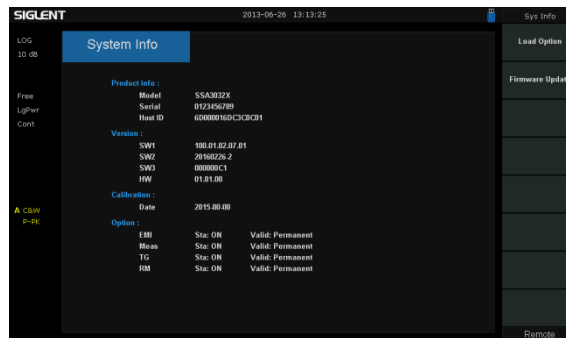 SIGLENT 2013-06-26 13:13:25 Sys Info
LOG
10 dB
System Info
Load Option
Product info :
Firmware Updat
Free
Model SSA3032X
LgPwr
Serial 0123456789
Cont
Host ID
Version :
SW1 100.01.02.07.01
SW2 20160226-2
SW3 000000C1
HW 01.01.00
Calibration :
Date 2015-00-00
A C&W
P-PK
Option :
EMI Sta: ON Valid: Permanent
Meas Sta: ON Valid: Permanent
TG Sta: ON Valid: Permanent
RM Sta: ON Valid: Permanent
Remote